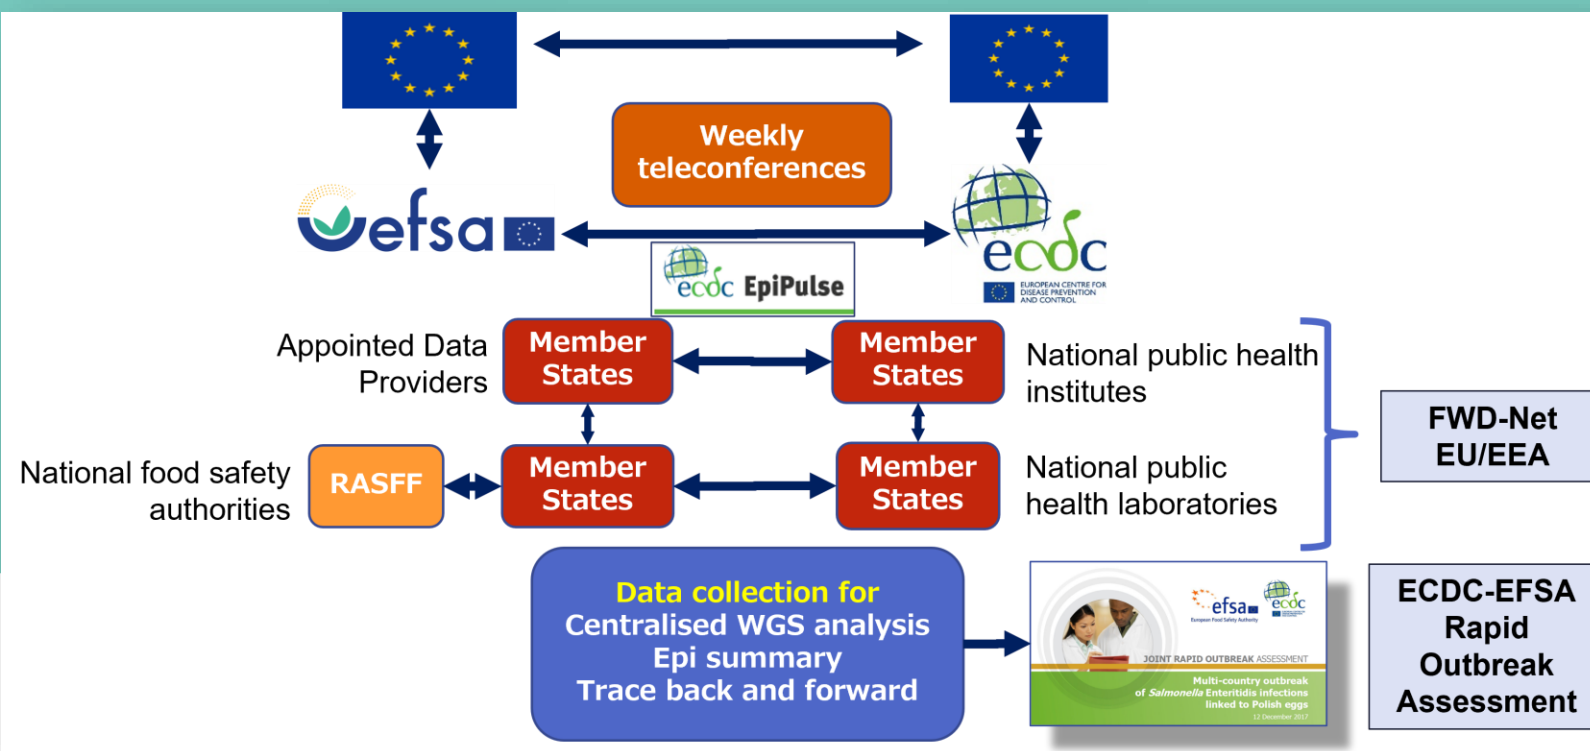 Weekly
teleconferences
efsa
ecdc
EUROPEAN CENTRE FOR
DISEASE PREVENTION
AND CONTROL
ecdc EpiPulse
Appointed Data
Providers
Member
States
Member
States
National public health
institutes
FWD-Net
EU/EEA
National food safety
authorities
RASFF
Member
States
Member
States
National public
health laboratories
Data collection for
Centralised WGS analysis
Epi summary
Trace back and forward
efsa
European Food Safety Authority
ecdc
JOINT RAPID OUTBREAK ASSESSMENT
Multi-country outbreak
of Salmonella Enteritidis infections
linked to Polish eggs
12 December 2017
ECDC-EFSA
Rapid
Outbreak
Assessment